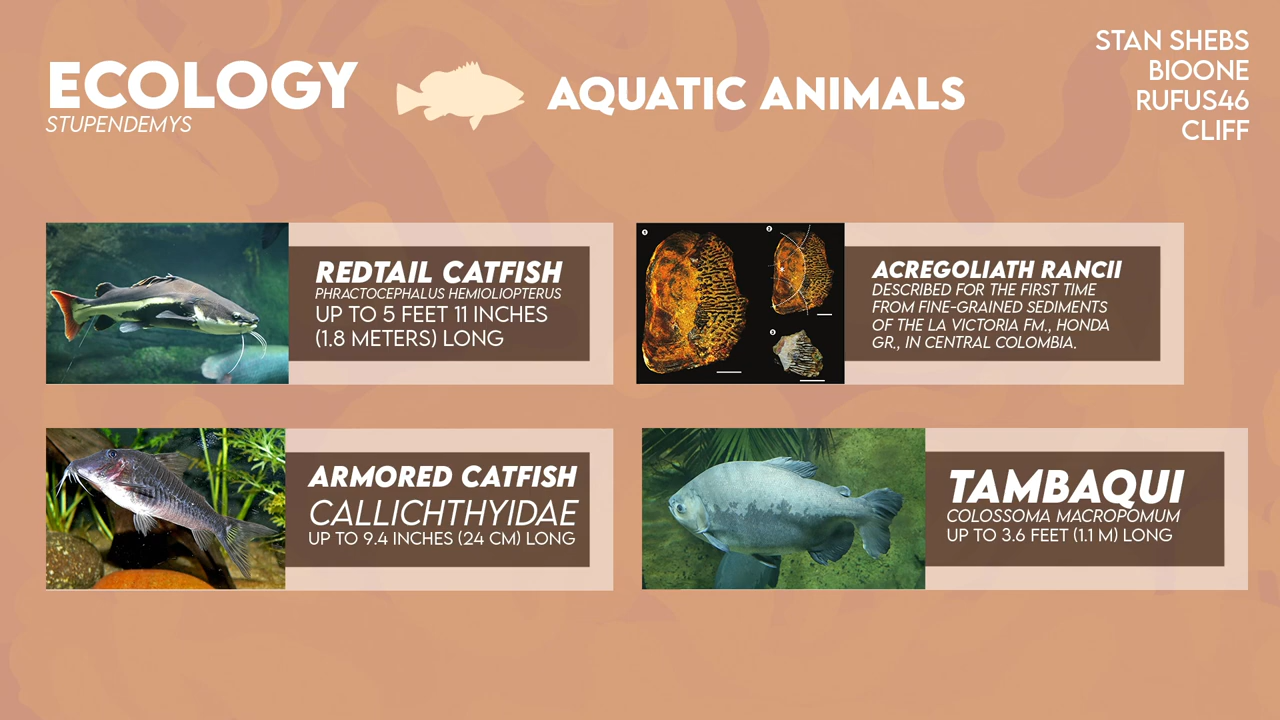 ECOLOGY
STUPENDEMYS
AQUATIC ANIMALS
STAN SHEBS
BIOONE
RUFUS46
CLIFF
REDTAIL CATFISH
PHRACTOCEPHALUS HEMIOLIOPTERUS
UP TO 5 FEET 11 INCHES
(1.8 METERS) LONG
1
2
3
ACREGOLIATH RANCII
DESCRIBED FOR THE FIRST TIME
FROM FINE-GRAINED SEDIMENTS
OF THE LA VICTORIA FM., HONDA
GR., IN CENTRAL COLOMBIA.
ARMORED CATFISH
CALLICHTHYIDAE
UP TO 9.4 INCHES (24 CM) LONG
TAMBAQUI
COLOSSOMA MACROPOMUM
UP TO 3.6 FEET (1.1 M) LONG